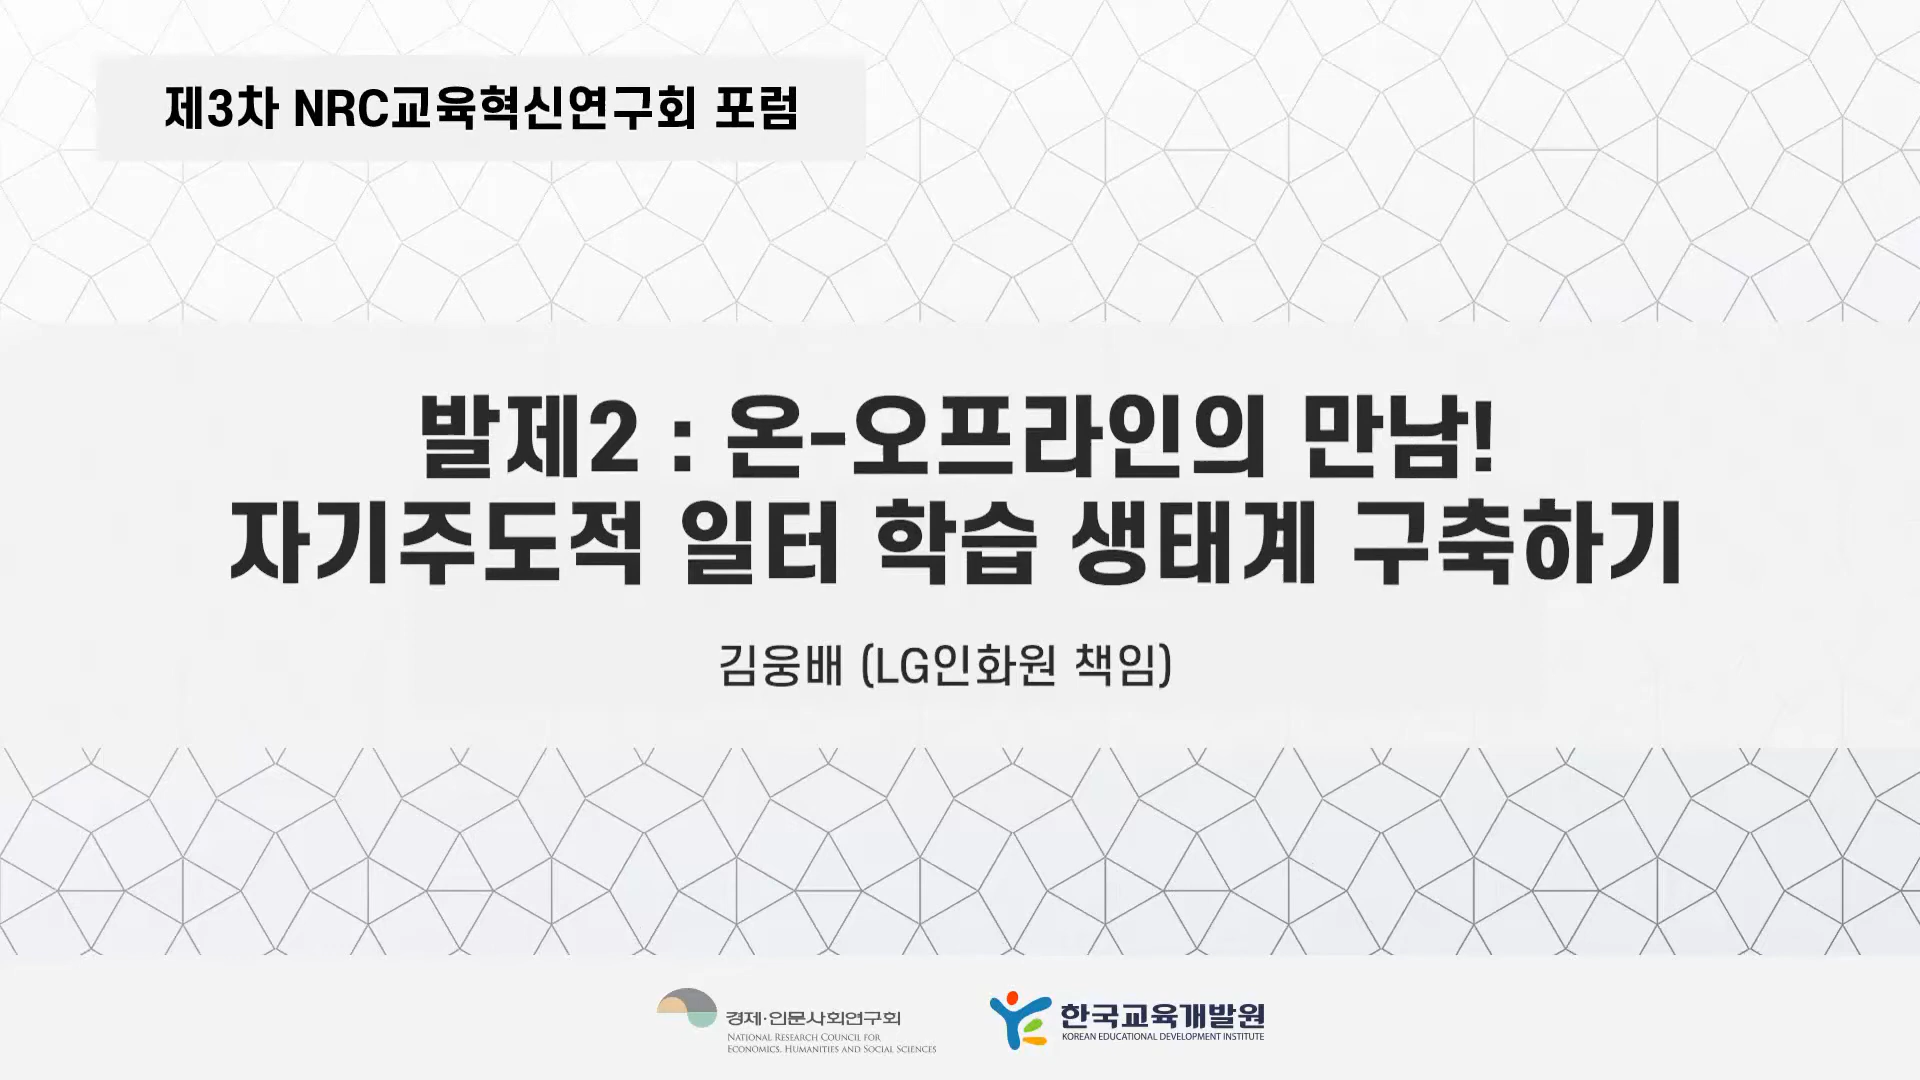 제3차 NRC교육혁신연구회 포럼
발제2 : 온-오프라인의 만남!
자기주도적 일터 학습 생태계 구축하기
김웅배 (LG인화원 책임)
경제·인문사회연구회
NATIONAL RESEARCH COUNCIL FOR
ECONOMICS, HUMANITIES AND SOCIAL SCIENCES
한국교육개발원
KOREAN EDUCATIONAL DEVELOPMENT INSTITUTE